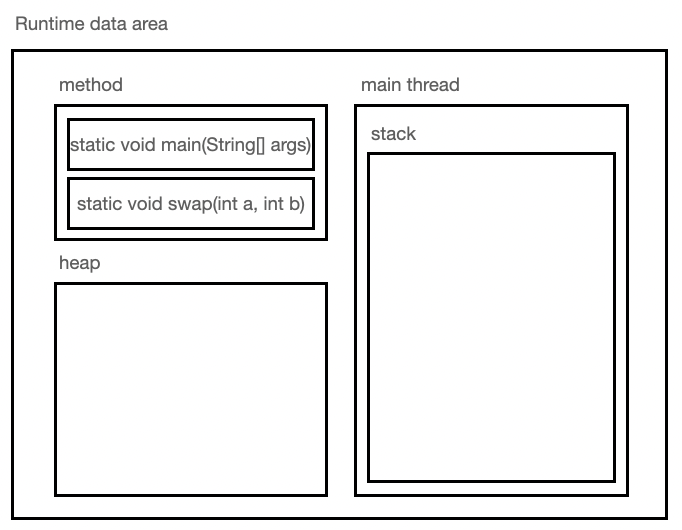 Runtime data area
method
static void main(String[] args)
static void swap(int a, int b)
heap
main thread
stack